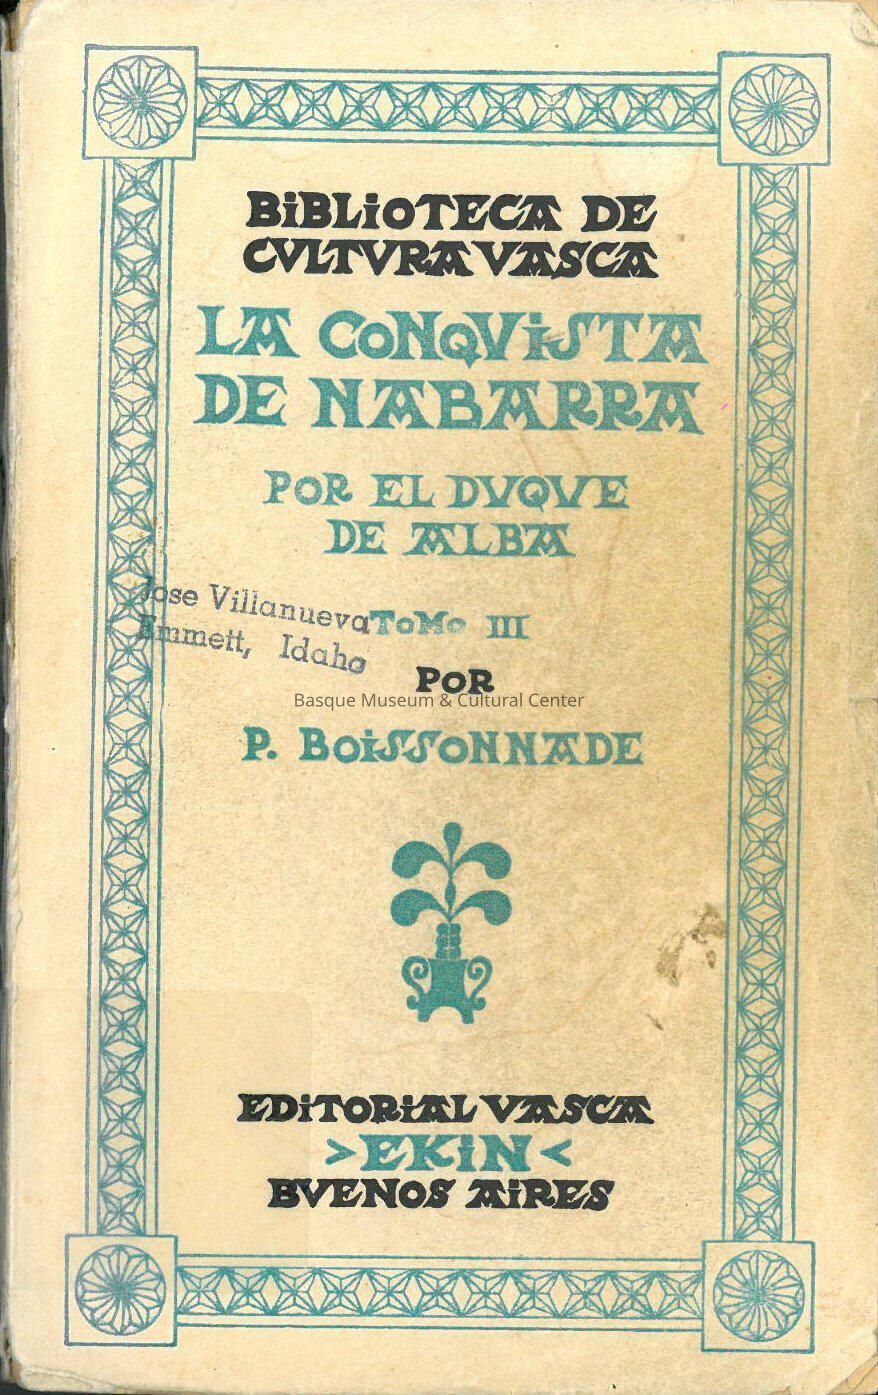 BiBLiOTECA DE
CVLTVRA VASCA
LA CONQViSTA
DE NABARRA
POR EL DVQVE
DE ALBA
Jose Villanueva
Emmett, Idaho
ToMo III
POR
Basque Museum & Cultural Center
P. BoiSSONNADE
EDiTORiAL VASCA
>EKiN<
BVENOS AiRES